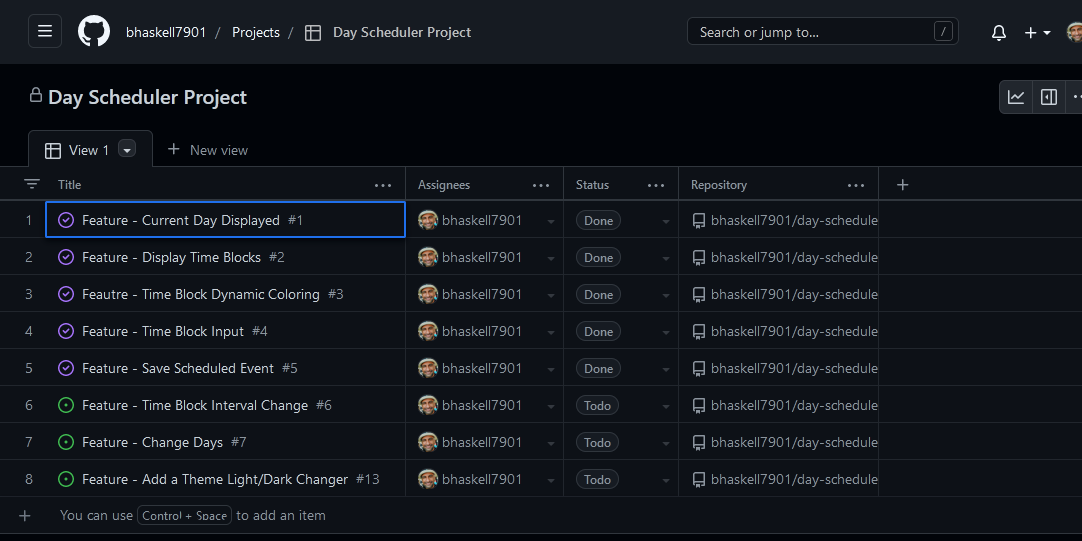 bhaskell7901 / Projects / Day Scheduler Project Search or jump to... /
Day Scheduler Project
View 1 New view
Title Assignees Status Repository
1 Feature - Current Day Displayed #1 bhaskell7901 Done bhaskell7901/day-schedule
2 Feature - Display Time Blocks #2 bhaskell7901 Done bhaskell7901/day-schedule
3 Feautre - Time Block Dynamic Coloring #3 bhaskell7901 Done bhaskell7901/day-schedule
4 Feature - Time Block Input #4 bhaskell7901 Done bhaskell7901/day-schedule
5 Feature - Save Scheduled Event #5 bhaskell7901 Done bhaskell7901/day-schedule
6 Feature - Time Block Interval Change #6 bhaskell7901 Todo bhaskell7901/day-schedule
7 Feature - Change Days #7 bhaskell7901 Todo bhaskell7901/day-schedule
8 Feature - Add a Theme Light/Dark Changer #13 bhaskell7901 Todo bhaskell7901/day-schedule
You can use Control + Space to add an item